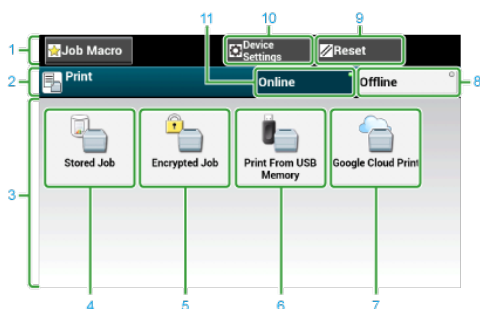 11 10 9
1 Job Macro Device Settings Reset
2 Print Online Offline 8
3
Stored Job Encrypted Job Print From USB Memory Google Cloud Print
4 5 6 7